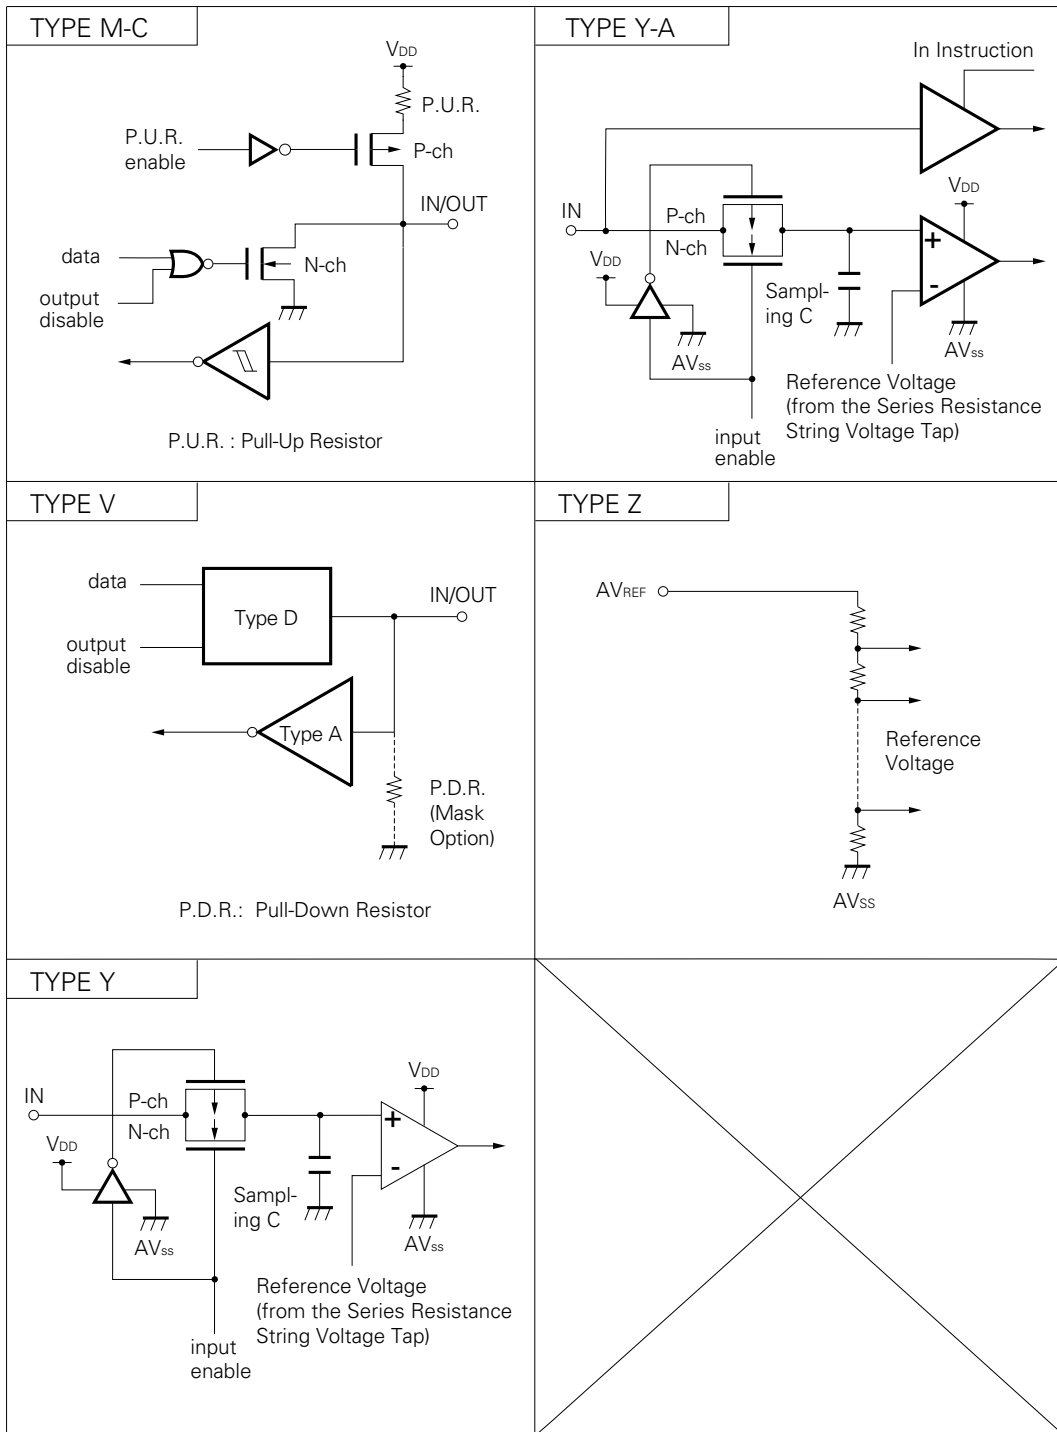 TYPE M-C
VDD
P.U.R.
P.U.R.
enable
P-ch
IN/OUT
data
N-ch
output
disable
P.U.R. : Pull-Up Resistor
TYPE Y-A
In Instruction
VDD
IN
P-ch
N-ch
+
VDD
Sampl-
ing C
-
AVss
AVss
Reference Voltage
(from the Series Resistance
String Voltage Tap)
input
enable
TYPE V
data
IN/OUT
Type D
output
disable
Type A
P.D.R.
(Mask
Option)
P.D.R.: Pull-Down Resistor
TYPE Z
AVREF
Reference
Voltage
AVSS
TYPE Y
VDD
IN
P-ch
+
N-ch
VDD
-
Sampl-
ing C
AVss
AVss
Reference Voltage
(from the Series Resistance
String Voltage Tap)
input
enable